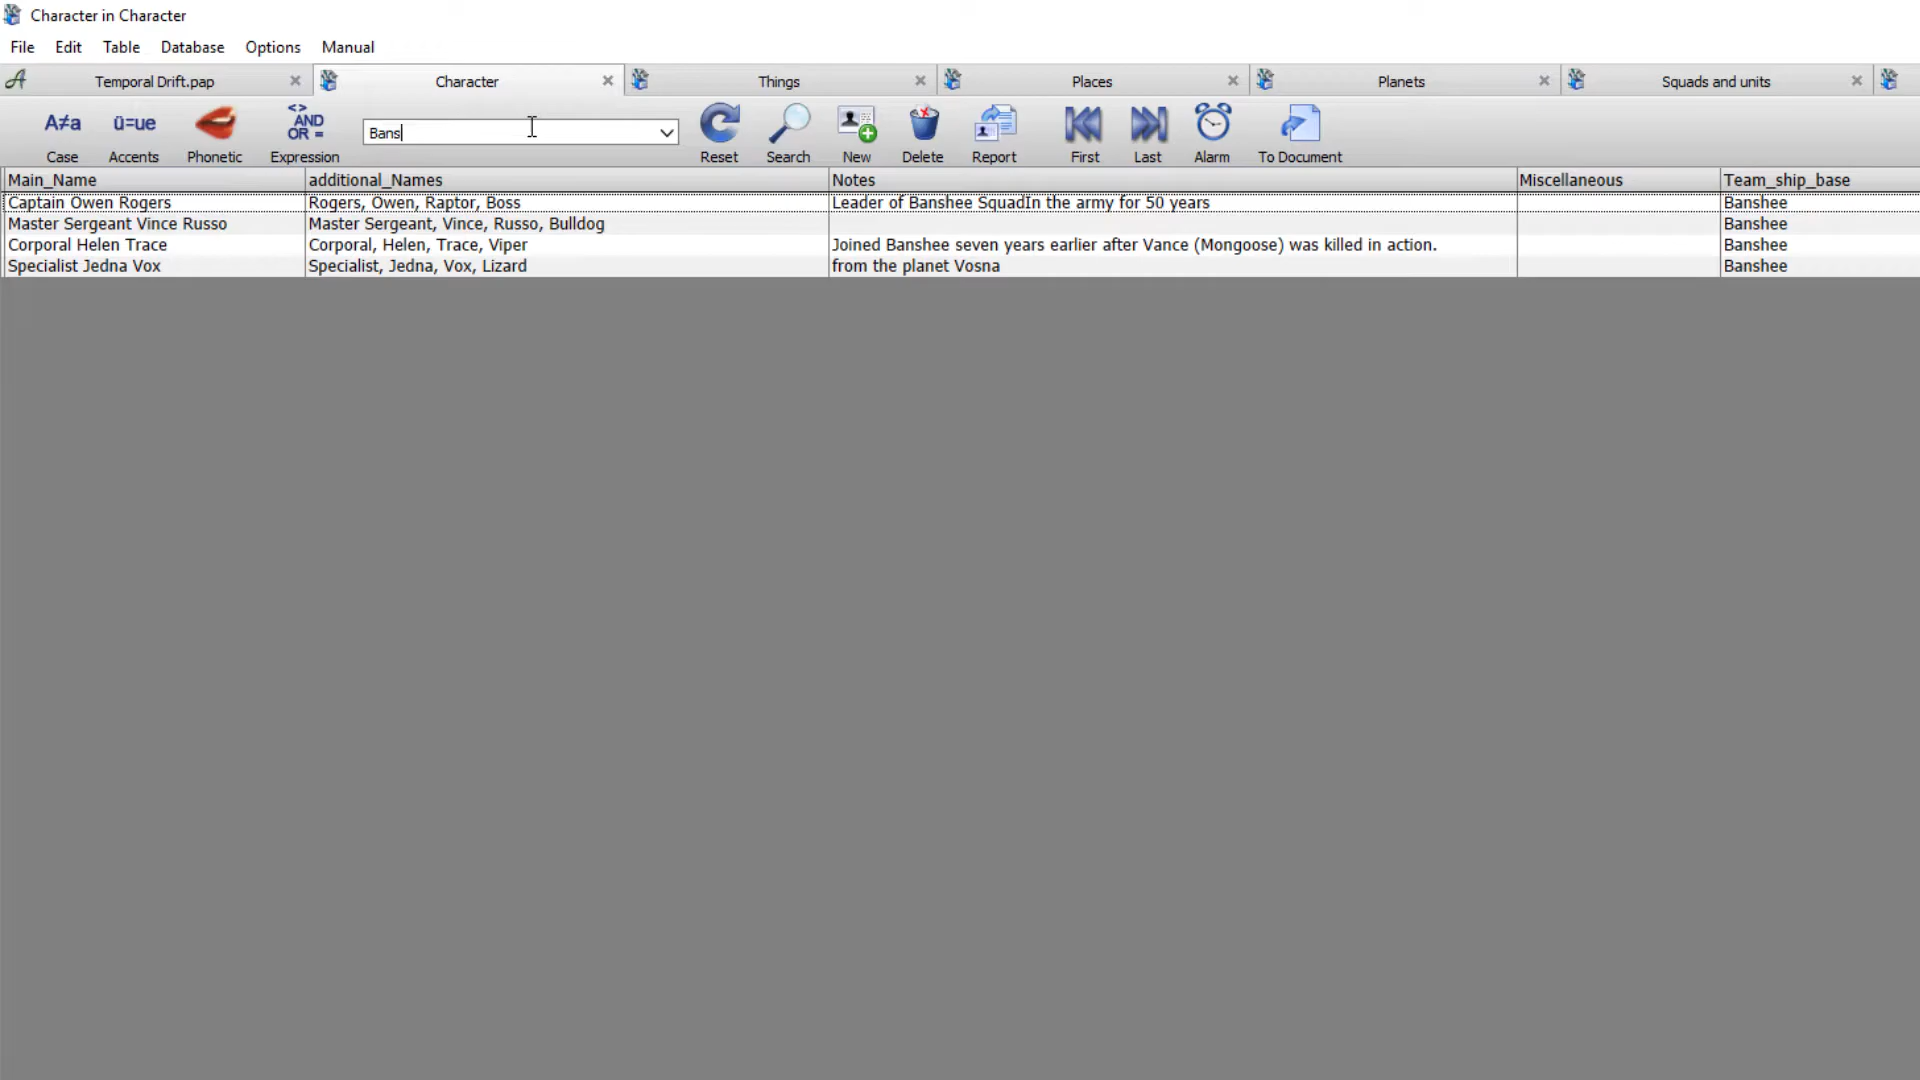 Character in Character
File Edit Table Database Options Manual
Temporal Drift.pap Character Things Places Planets Squads and units
A≠a ü=ue <> AND OR = Bans
Case Accents Phonetic Expression Reset Search New Delete Report First Last Alarm To Document
Main_Name additional_Names Notes Miscellaneous Team_ship_base
Captain Owen Rogers Rogers, Owen, Raptor, Boss Leader of Banshee SquadIn the army for 50 years Banshee
Master Sergeant Vince Russo Master Sergeant, Vince, Russo, Bulldog Banshee
Corporal Helen Trace Corporal, Helen, Trace, Viper Joined Banshee seven years earlier after Vance (Mongoose) was killed in action. Banshee
Specialist Jedna Vox Specialist, Jedna, Vox, Lizard from the planet Vosna Banshee